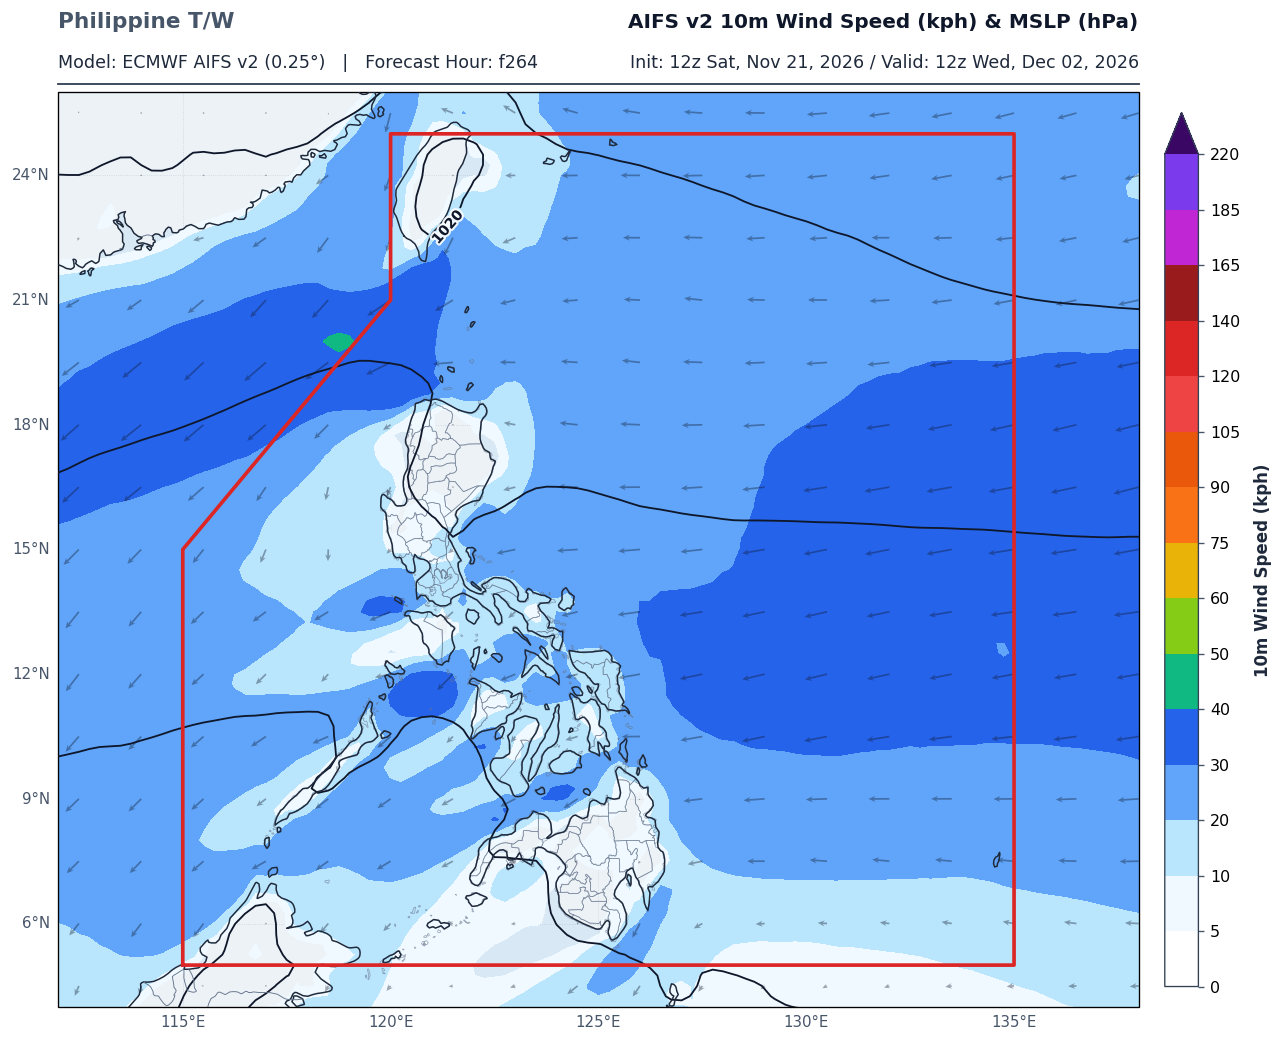 Philippine T/W
AIFS v2 10m Wind Speed (kph) & MSLP (hPa)
Model: ECMWF AIFS v2 (0.25°) | Forecast Hour: f264
Init: 12z Sat, Nov 21, 2026 / Valid: 12z Wed, Dec 02, 2026
24°N
21°N
18°N
15°N
12°N
9°N
6°N
1020
115°E
120°E
125°E
130°E
135°E
220
185
165
140
120
105
90
75
60
50
40
30
20
10
5
0
10m Wind Speed (kph)